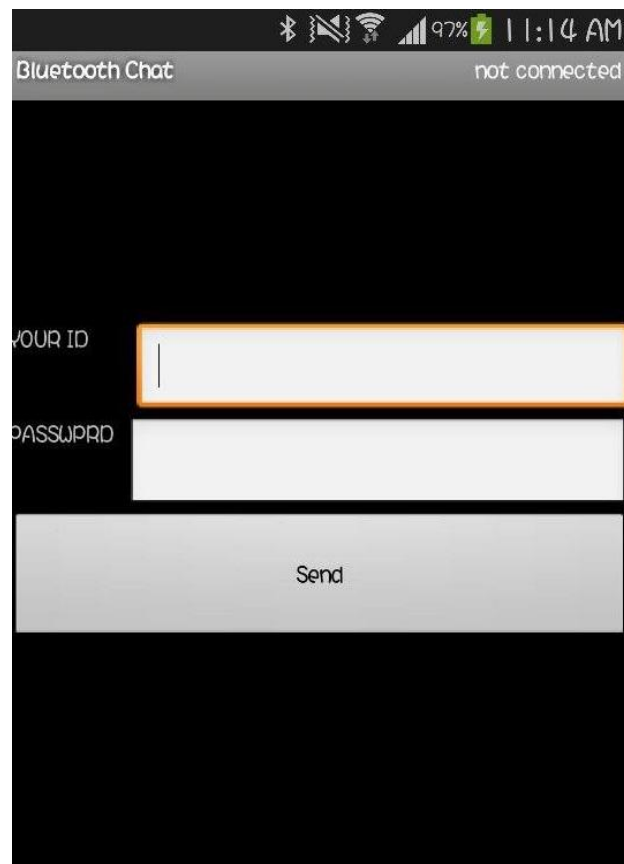 97% 11:14 AM
Bluetooth Chat not connected
YOUR ID
PASSWPRD
Send